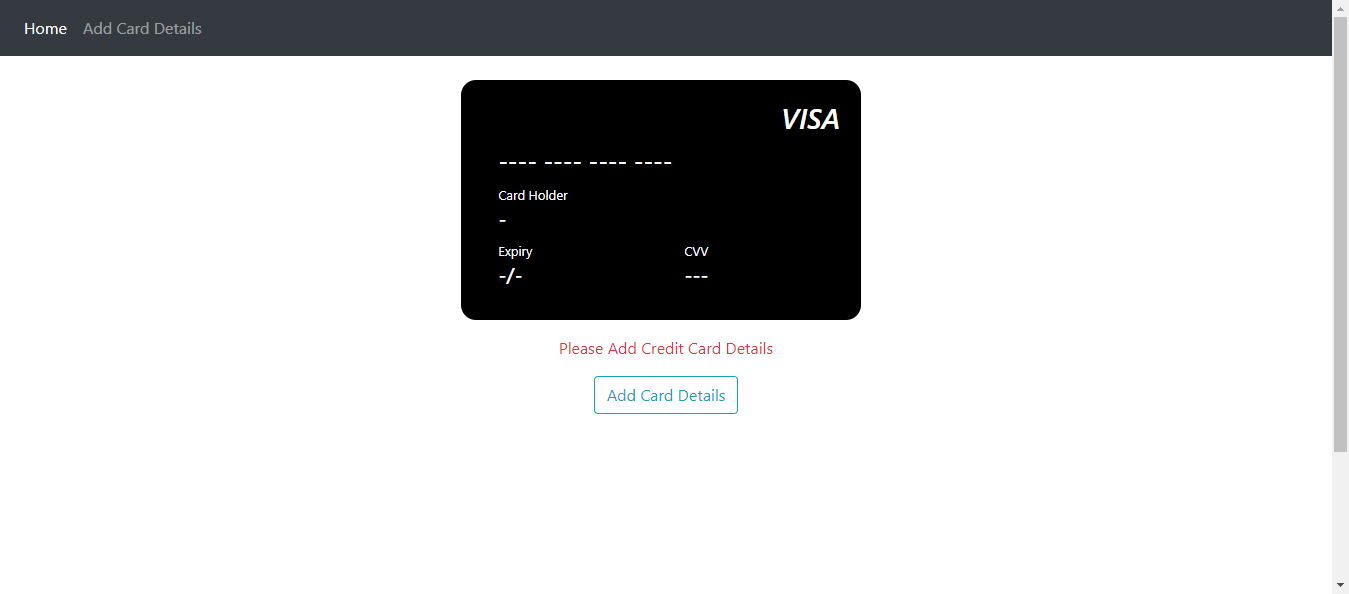 Home Add Card Details
VISA
---- ---- ---- ----
Card Holder
-
Expiry CVV
-/- ---
Please Add Credit Card Details
Add Card Details